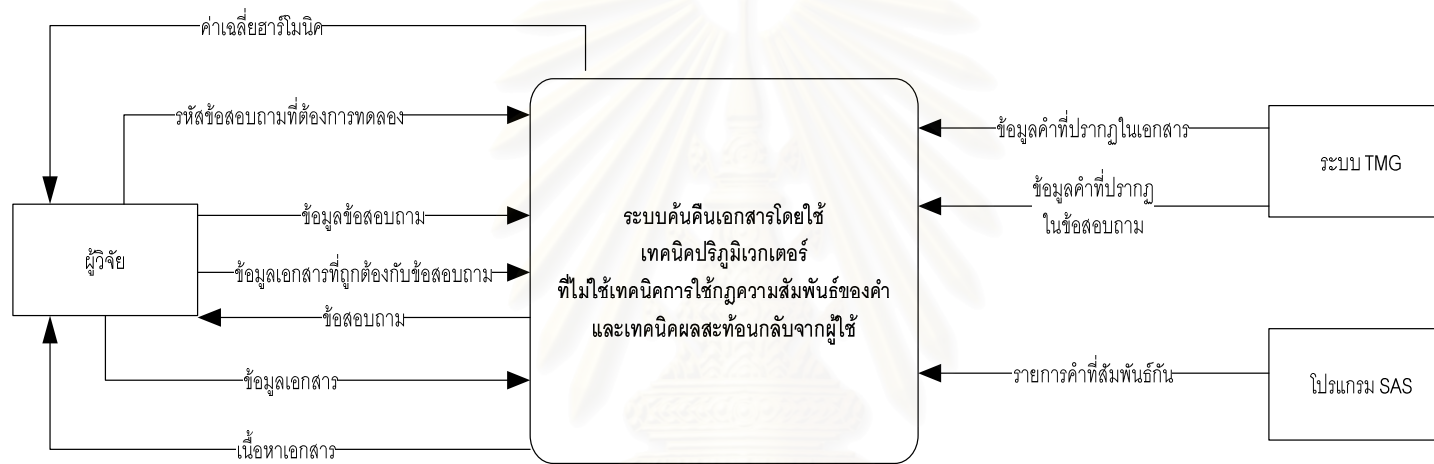 ค่าเฉลี่ยฮาร์โมนิค
รหัสข้อสอบถามที่ต้องการทดลอง
ผู้วิจัย
ข้อมูลข้อสอบถาม
ข้อมูลเอกสารที่ถูกต้องกับข้อสอบถาม
ข้อสอบถาม
ข้อมูลเอกสาร
เนื้อหาเอกสาร
ระบบค้นคืนเอกสารโดยใช้
เทคนิคปริภูมิเวกเตอร์
ที่ไม่ใช้เทคนิคการใช้กฎความสัมพันธ์ของคำ
และเทคนิคผลสะท้อนกลับจากผู้ใช้
ข้อมูลคำที่ปรากฏในเอกสาร
ข้อมูลคำที่ปรากฏ
ในข้อสอบถาม
ระบบ TMG
รายการคำที่สัมพันธ์กัน
โปรแกรม SAS